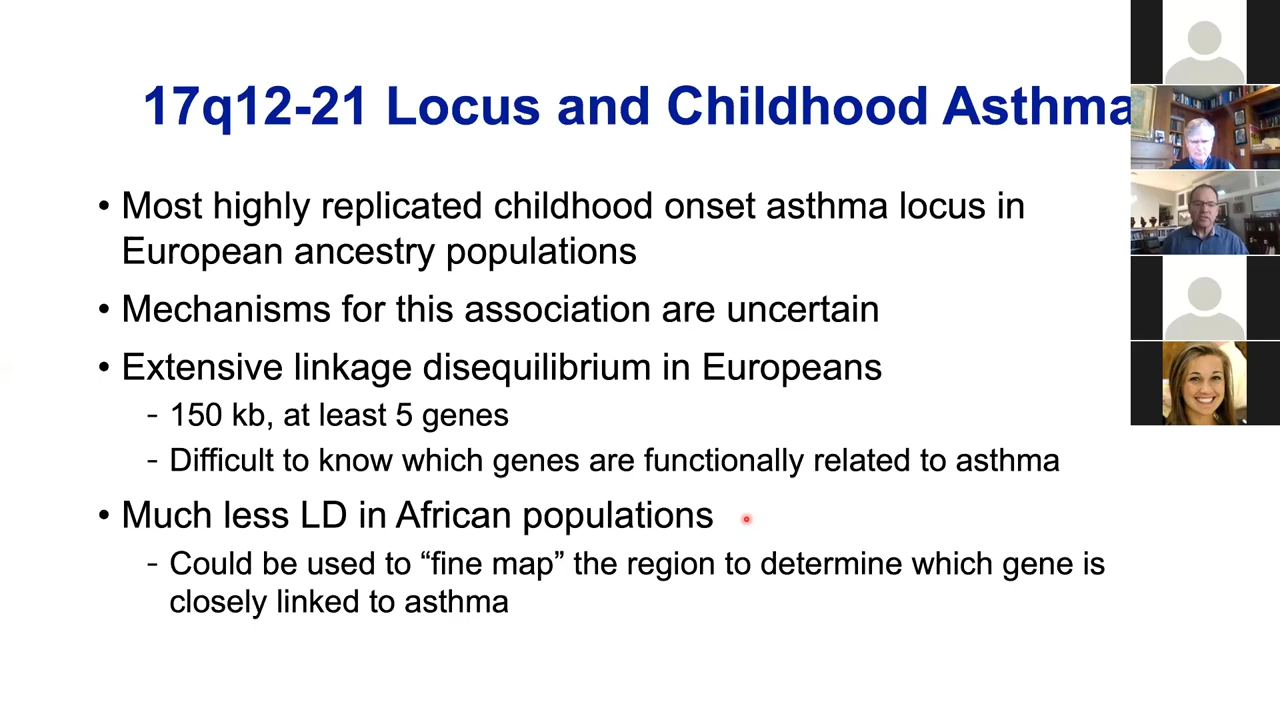 17q12-21 Locus and Childhood Asthma
• Most highly replicated childhood onset asthma locus in
European ancestry populations
• Mechanisms for this association are uncertain
• Extensive linkage disequilibrium in Europeans
- 150 kb, at least 5 genes
- Difficult to know which genes are functionally related to asthma
• Much less LD in African populations
- Could be used to “fine map” the region to determine which gene is
closely linked to asthma